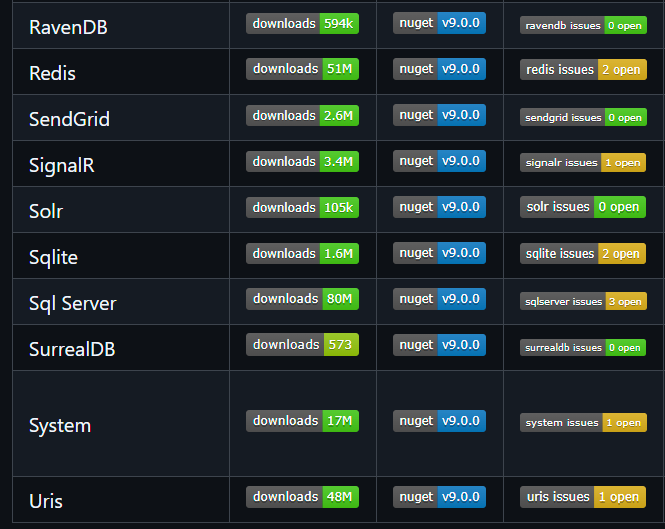 RavenDB downloads 594k nuget v9.0.0 ravendb issues 0 open
Redis downloads 51M nuget v9.0.0 redis issues 2 open
SendGrid downloads 2.6M nuget v9.0.0 sendgrid issues 0 open
SignalR downloads 3.4M nuget v9.0.0 signalr issues 1 open
Solr downloads 105k nuget v9.0.0 solr issues 0 open
Sqlite downloads 1.6M nuget v9.0.0 sqlite issues 2 open
Sql Server downloads 80M nuget v9.0.0 sqlserver issues 3 open
SurrealDB downloads 573 nuget v9.0.0 surrealdb issues 0 open
System downloads 17M nuget v9.0.0 system issues 1 open
Uris downloads 48M nuget v9.0.0 uris issues 1 open